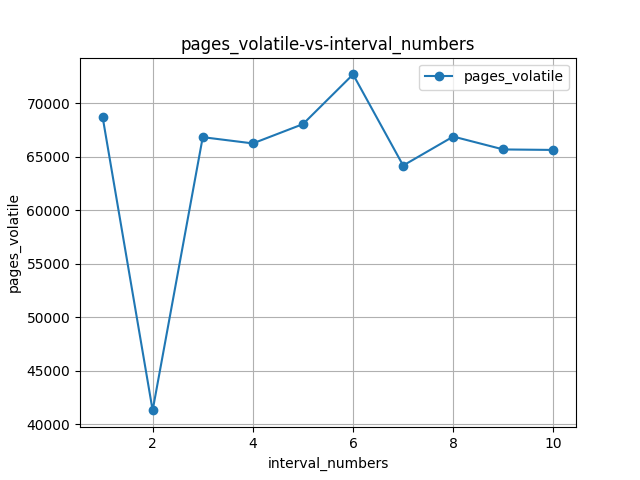 pages_volatile-vs-interval_numbers
pages_volatile
70000
65000
60000
55000
50000
45000
40000
pages_volatile
2 4 6 8 10
interval_numbers